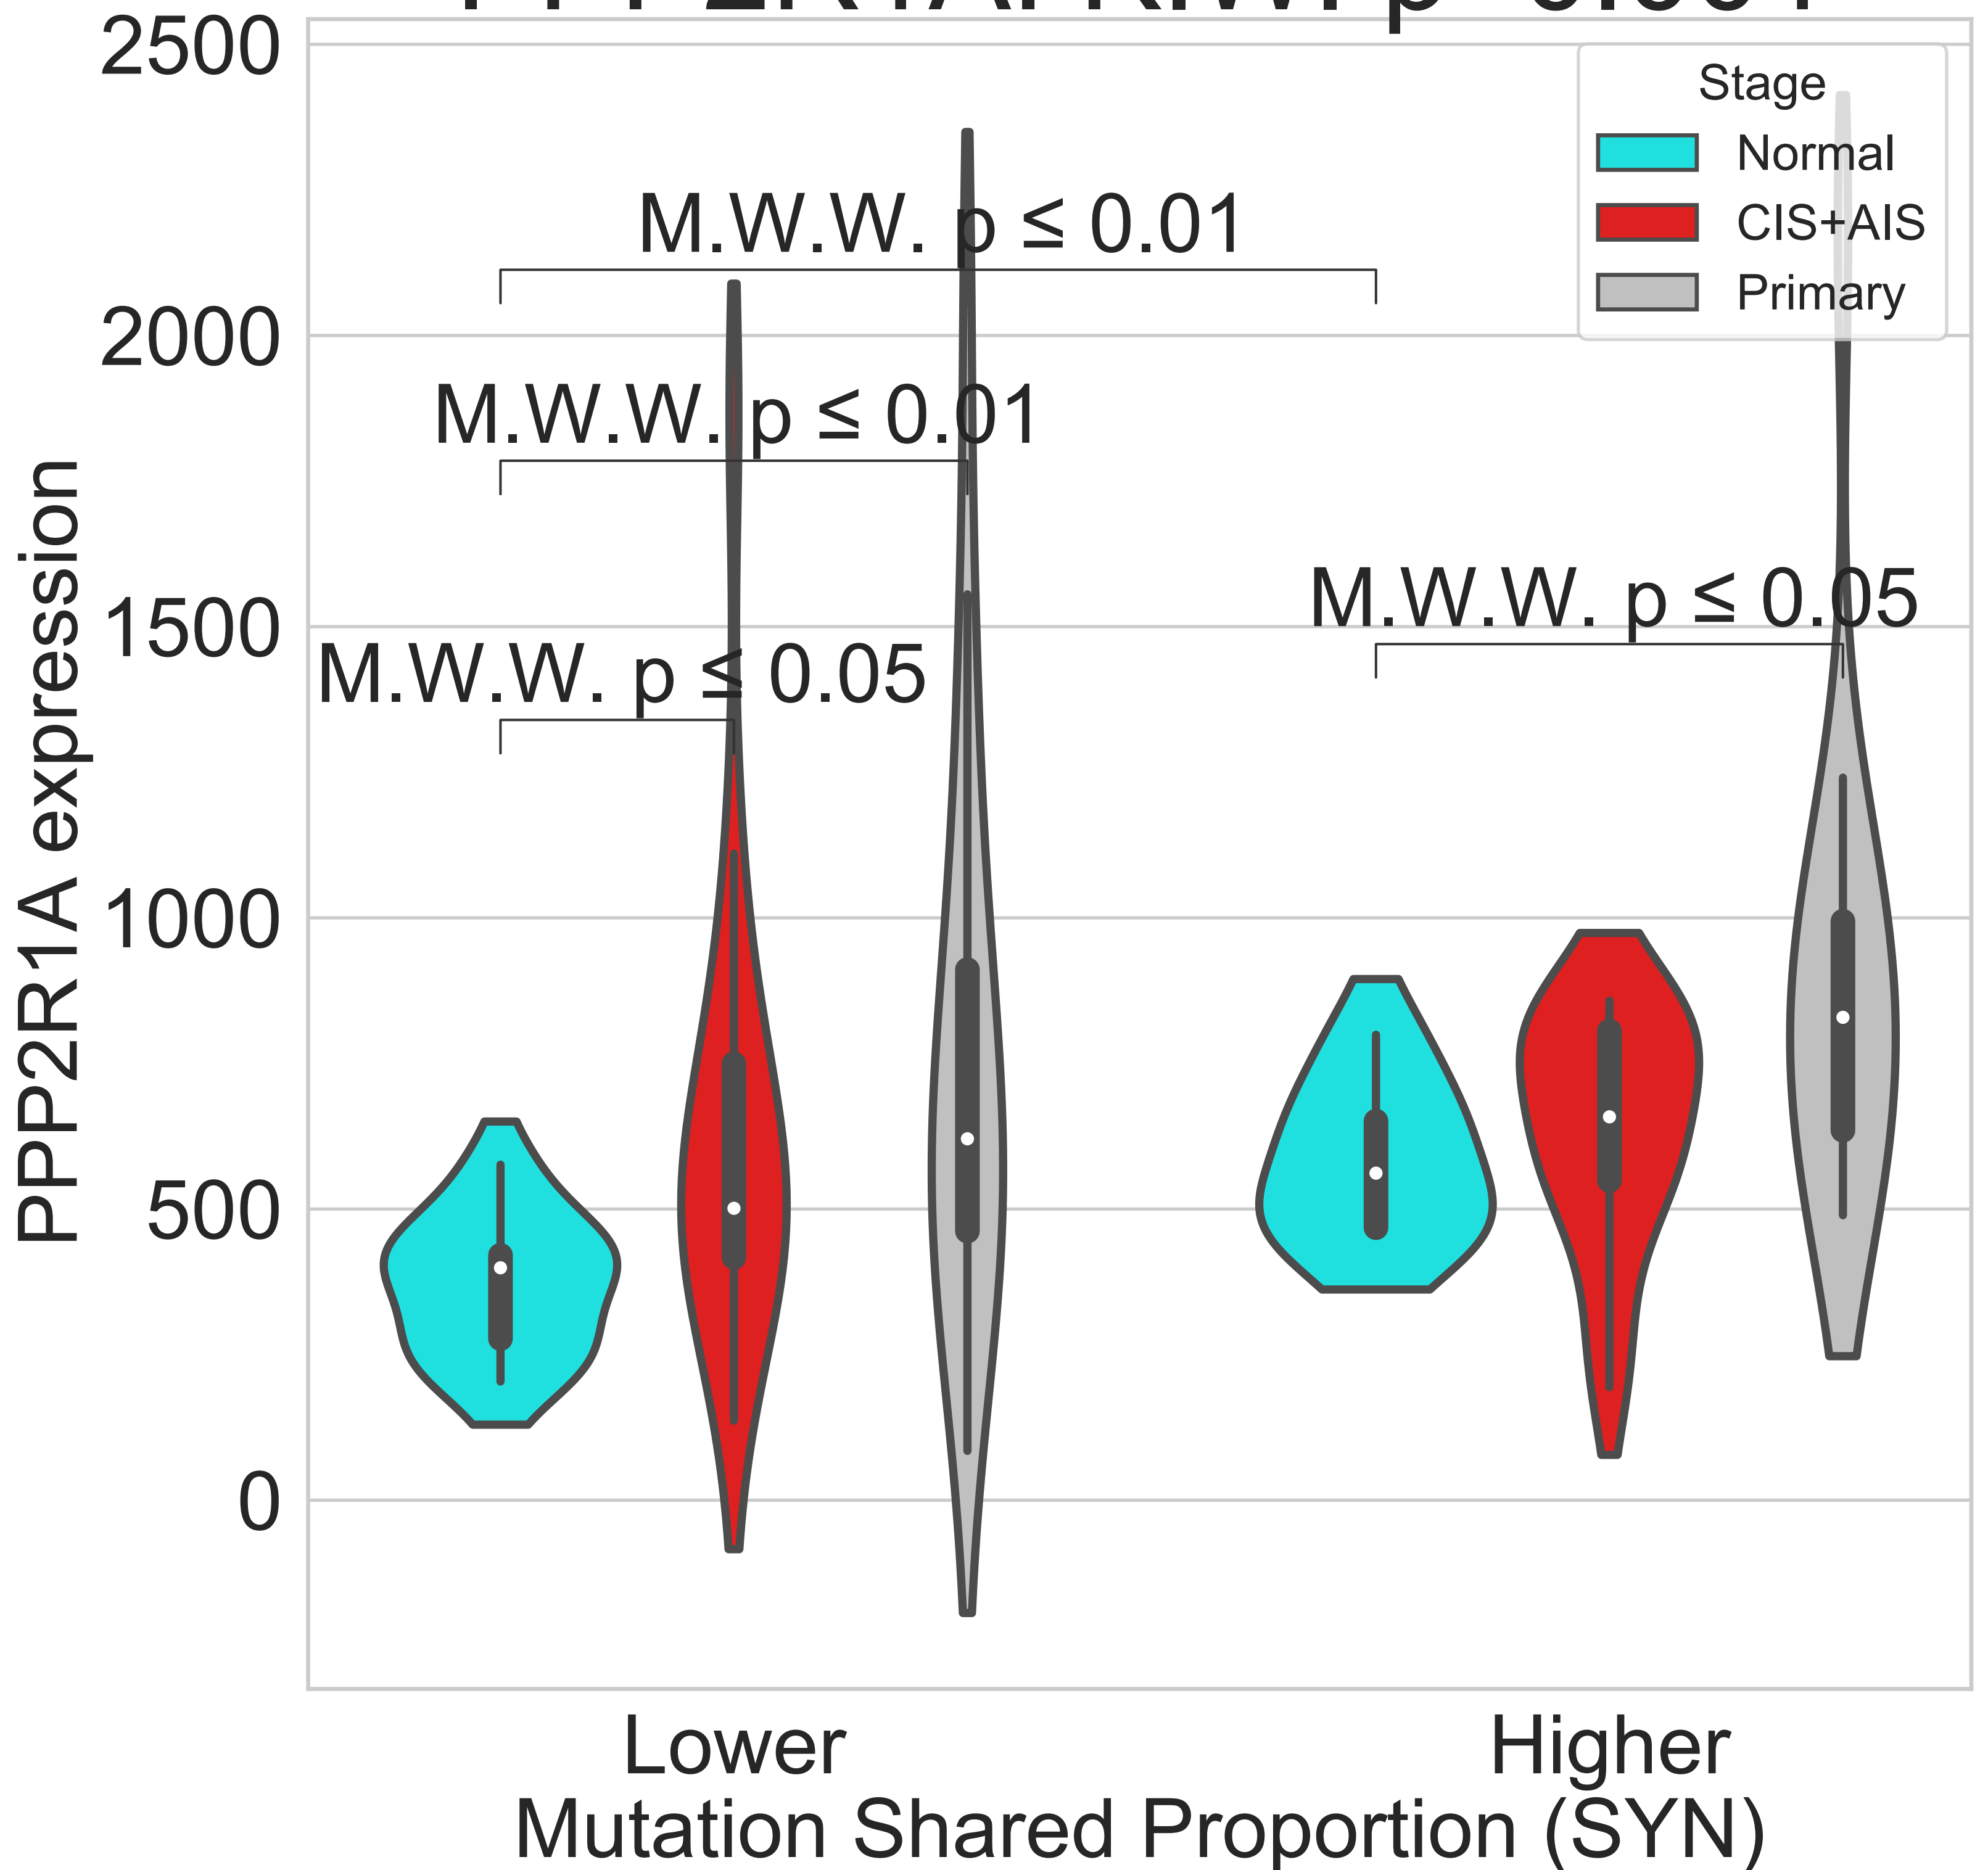 2500
2000
1500
1000
500
0
PPP2R1A expression
Stage
Normal
CIS+AIS
Primary
M.W.W. p ≤ 0.01
M.W.W. p ≤ 0.01
M.W.W. p ≤ 0.05
M.W.W. p ≤ 0.05
Lower
Higher
Mutation Shared Proportion (SYN)